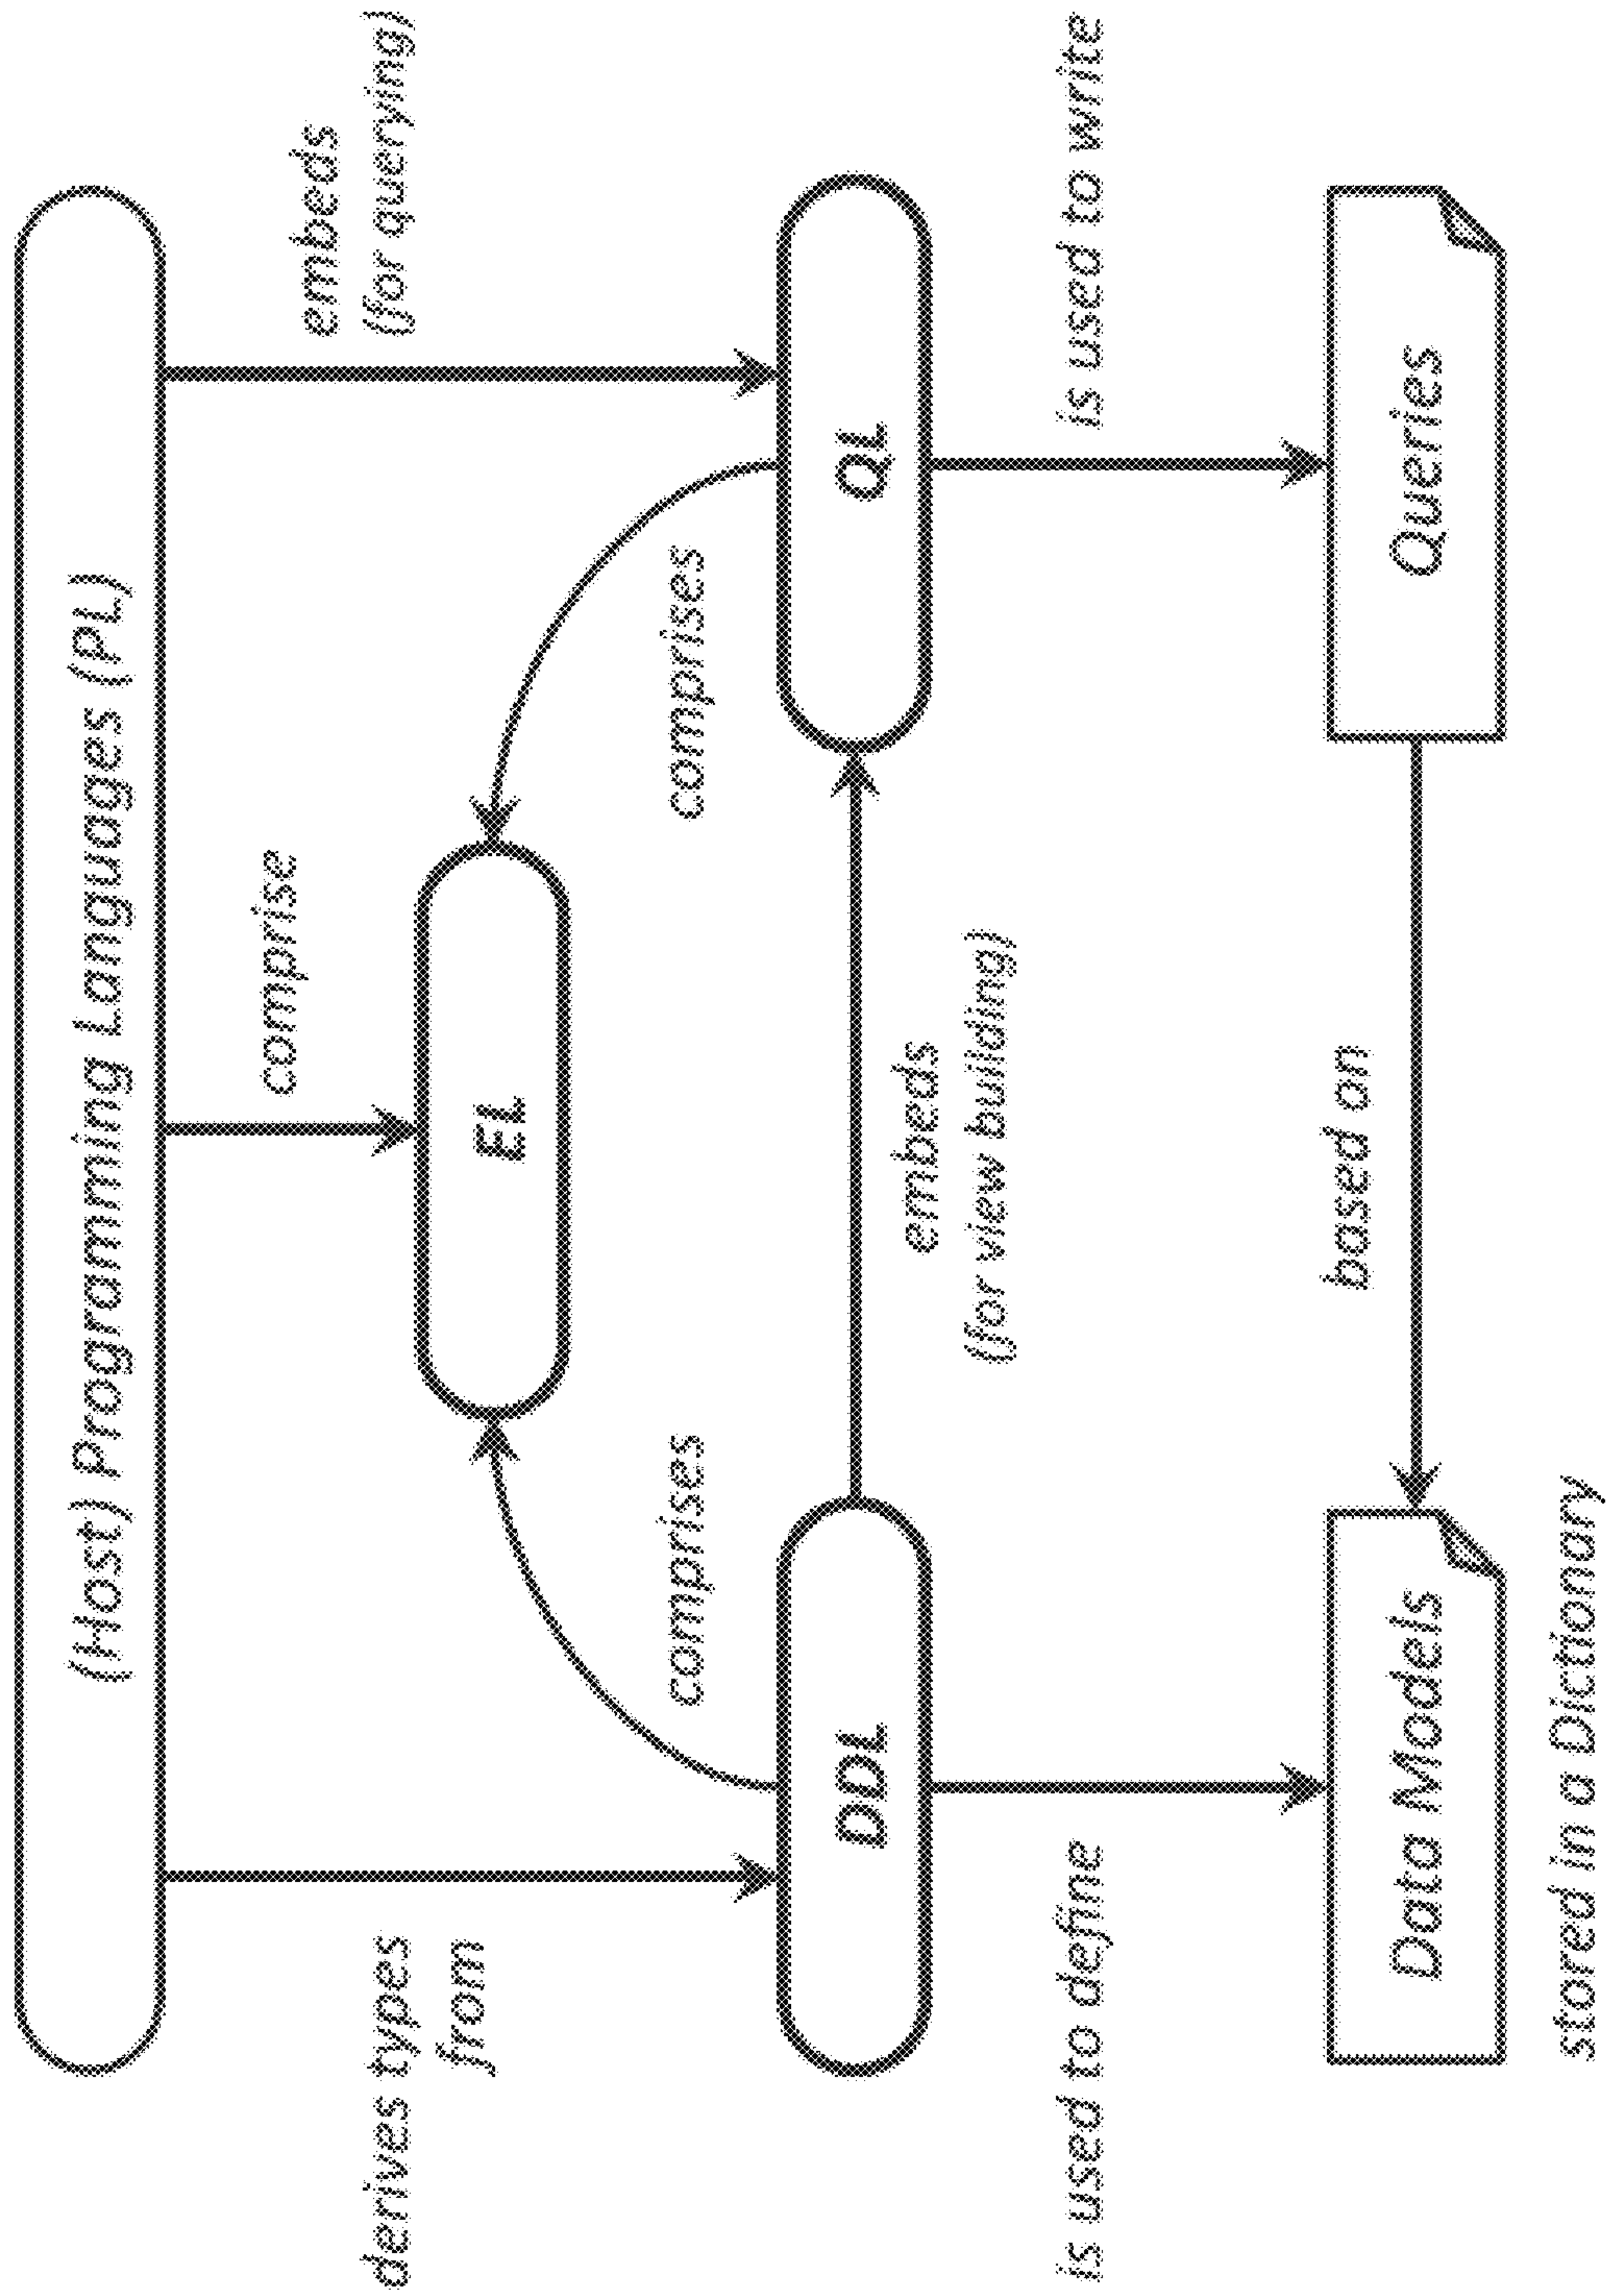 (Host) Programming Languages (PL)
derives types
from
comprise
embeds
(for querying)
EL
comprises
comprises
DDL
QL
embeds
(for view building)
is used to define
is used to write
Data Models
based on
Queries
stored in a Dictionary